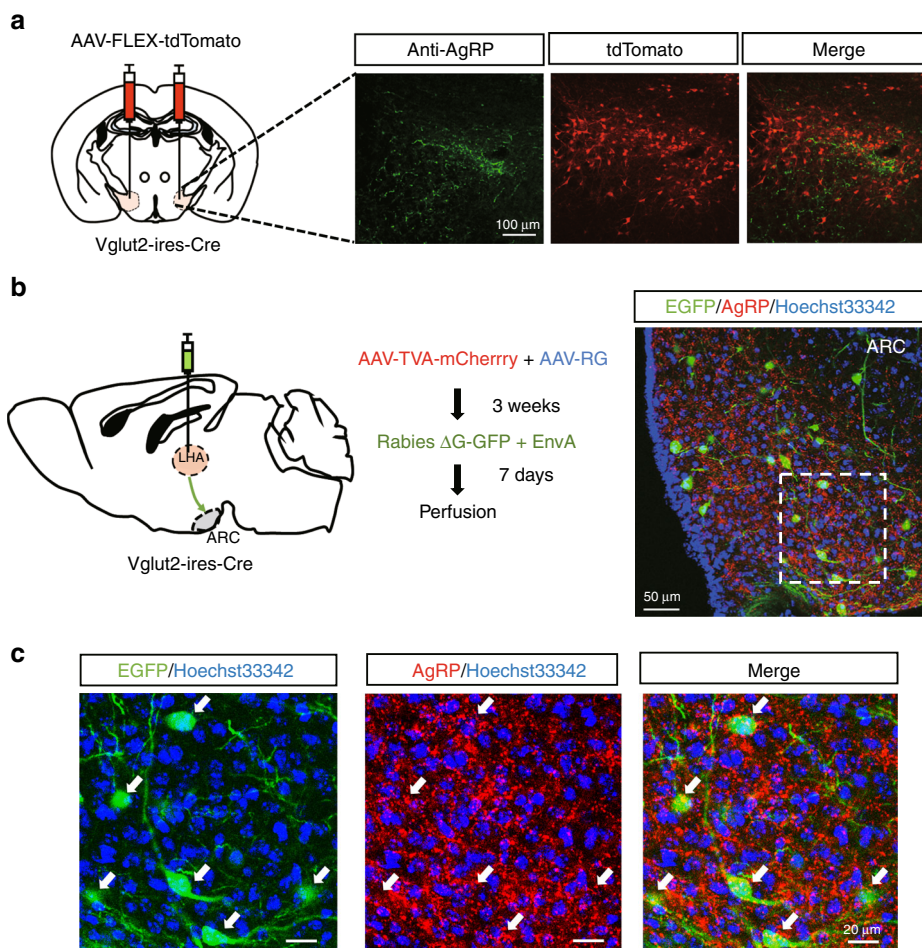 a
AAV-FLEX-tdTomato
Vglut2-ires-Cre
Anti-AgRP
tdTomato
Merge
100 μm
b
LHA
ARC
Vglut2-ires-Cre
AAV-TVA-mCherrry + AAV-RG
3 weeks
Rabies ΔG-GFP + EnvA
7 days
Perfusion
EGFP/AgRP/Hoechst33342
ARC
50 μm
c
EGFP/Hoechst33342
AgRP/Hoechst33342
Merge
20 μm